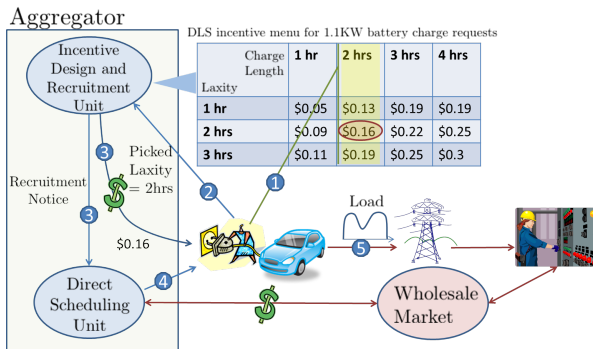 Aggregator
DLS incentive menu for 1.1KW battery charge requests
Incentive
Design and
Recruitment
Unit
Charge
Length
Laxity
1 hr 2 hrs 3 hrs 4 hrs
1 hr $0.05 $0.13 $0.19 $0.19
2 hrs $0.09 $0.16 $0.22 $0.25
3 hrs $0.11 $0.19 $0.25 $0.3
3
Picked
Laxity
= 2hrs
2
1
Recruitment
Notice
3
$
$0.16
Load
5
4
Direct
Scheduling
Unit
$
Wholesale
Market